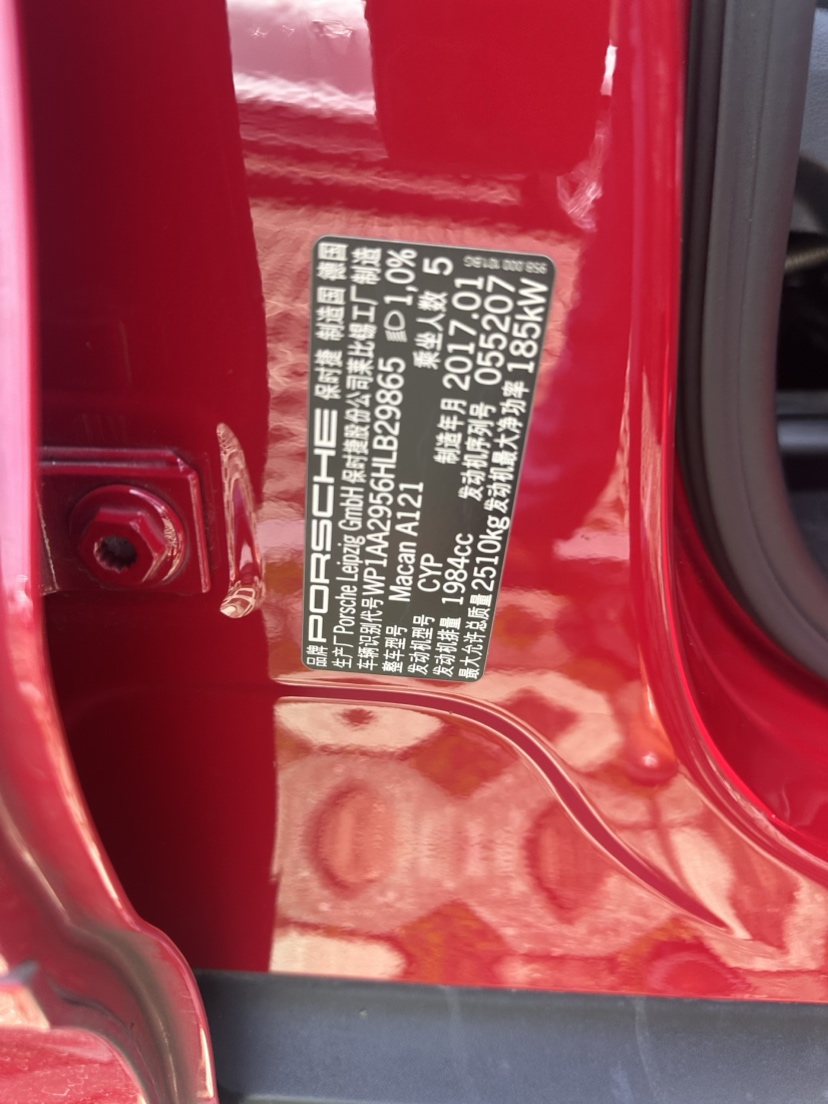 品牌 PORSCHE 保时捷 制造国 德国
生产厂 Porsche Leipzig GmbH 保时捷股份公司莱比锡工厂 制造
车辆识别代号 WP1AA2956HLB29865 1,0%
整车型号 Macan A121 乘坐人数 5
发动机型号 CYP 制造年月 2017.01
发动机排量 1984cc 发动机序列号 055207
最大允许总质量 2510kg 发动机最大净功率 185kW
95B.000.101.BG